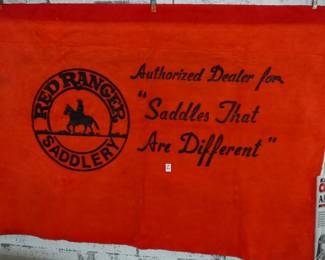 RED RANGER
SADDLERY
Authorized Dealer for
"Saddles That
Are Different"